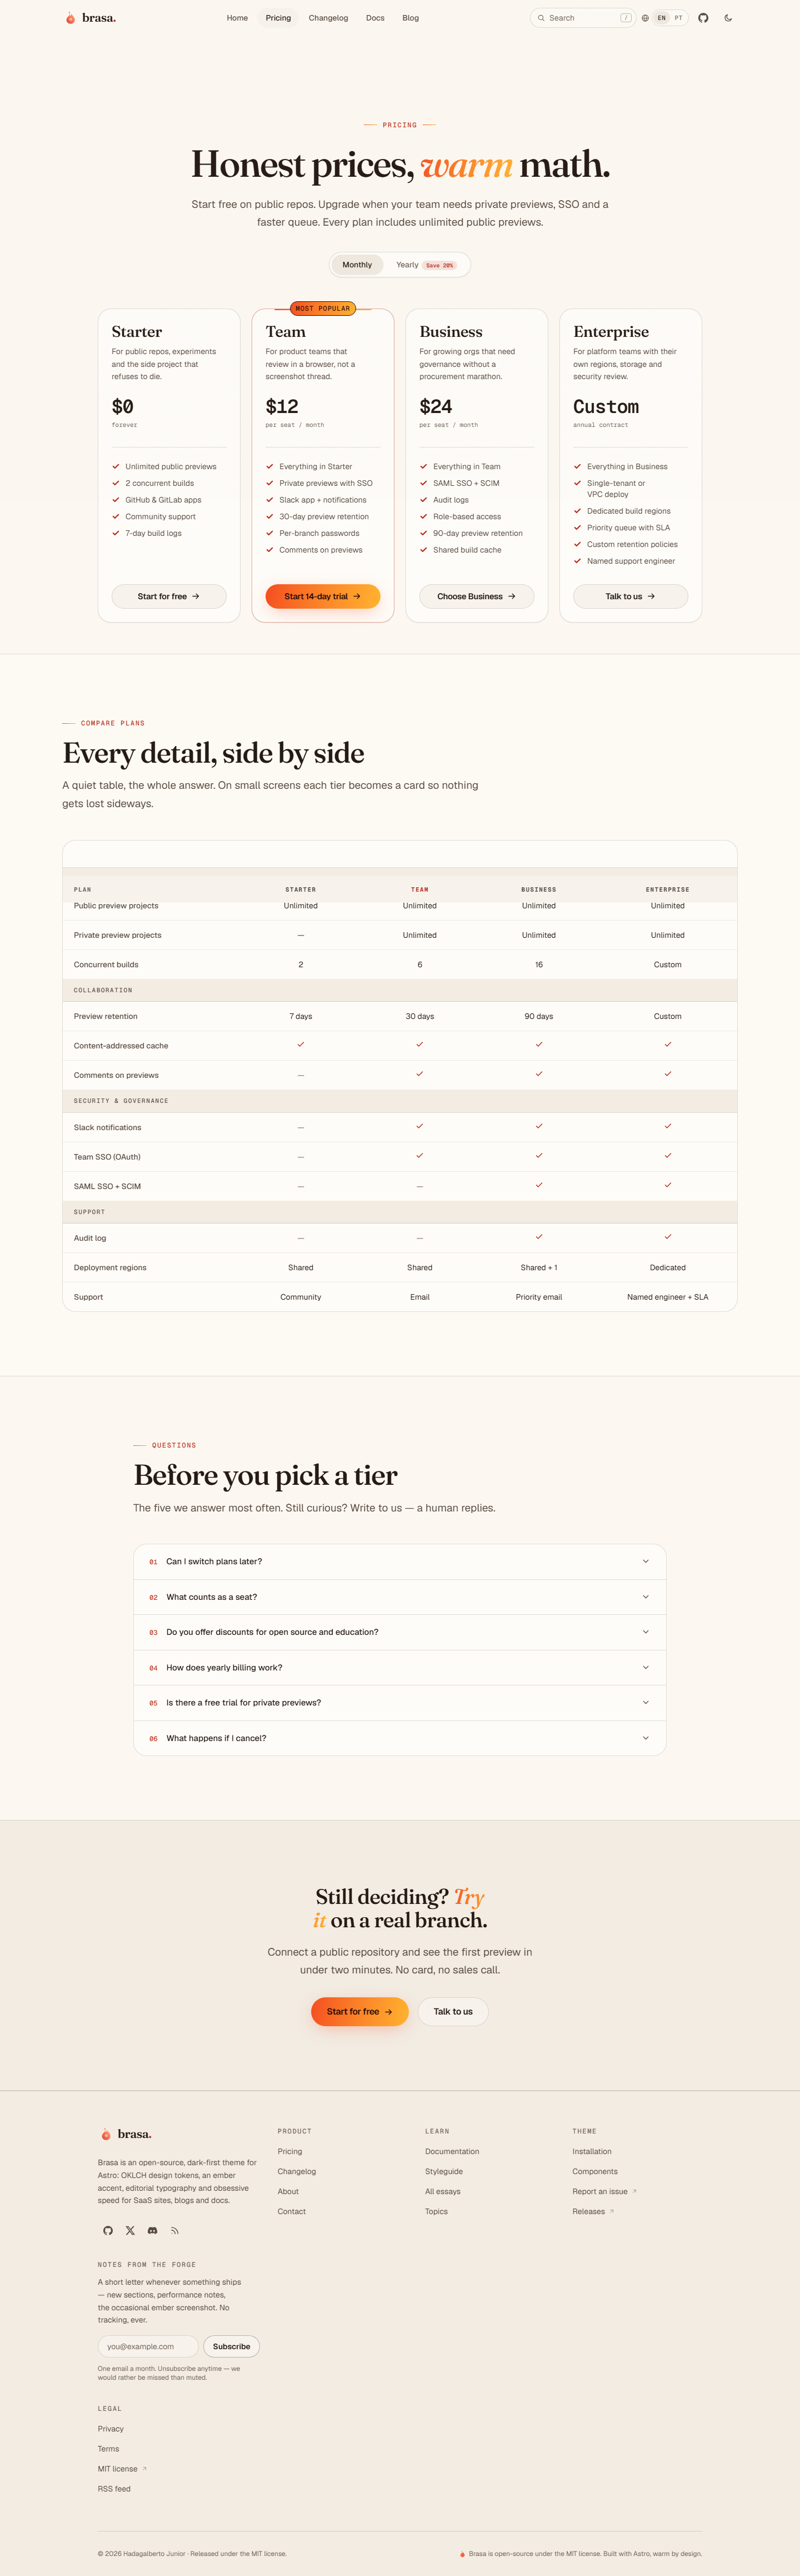 brasa.
Home Pricing Changelog Docs Blog
Search / EN PT
PRICING
Honest prices, warm math.
Start free on public repos. Upgrade when your team needs private previews, SSO and a
faster queue. Every plan includes unlimited public previews.
Monthly Yearly Save 20%
Starter
For public repos, experiments
and the side project that
refuses to die.
$0
forever
Unlimited public previews
2 concurrent builds
GitHub & GitLab apps
Community support
7-day build logs
Start for free →
MOST POPULAR
Team
For product teams that
review in a browser, not a
screenshot thread.
$12
per seat / month
Everything in Starter
Private previews with SSO
Slack app + notifications
30-day preview retention
Per-branch passwords
Comments on previews
Start 14-day trial →
Business
For growing orgs that need
governance without a
procurement marathon.
$24
per seat / month
Everything in Team
SAML SSO + SCIM
Audit logs
Role-based access
90-day preview retention
Shared build cache
Choose Business →
Enterprise
For platform teams with their
own regions, storage and
security review.
Custom
annual contract
Everything in Business
Single-tenant or
VPC deploy
Dedicated build regions
Priority queue with SLA
Custom retention policies
Named support engineer
Talk to us →
COMPARE PLANS
Every detail, side by side
A quiet table, the whole answer. On small screens each tier becomes a card so nothing
gets lost sideways.
PLAN STARTER TEAM BUSINESS ENTERPRISE
Public preview projects Unlimited Unlimited Unlimited Unlimited
Private preview projects — Unlimited Unlimited Unlimited
Concurrent builds 2 6 16 Custom
COLLABORATION
Preview retention 7 days 30 days 90 days Custom
Content-addressed cache ✓ ✓ ✓ ✓
Comments on previews — ✓ ✓ ✓
SECURITY & GOVERNANCE
Slack notifications — ✓ ✓ ✓
Team SSO (OAuth) — ✓ ✓ ✓
SAML SSO + SCIM — — ✓ ✓
SUPPORT
Audit log — — ✓ ✓
Deployment regions Shared Shared Shared + 1 Dedicated
Support Community Email Priority email Named engineer + SLA
QUESTIONS
Before you pick a tier
The five we answer most often. Still curious? Write to us — a human replies.
01 Can I switch plans later?
02 What counts as a seat?
03 Do you offer discounts for open source and education?
04 How does yearly billing work?
05 Is there a free trial for private previews?
06 What happens if I cancel?
Still deciding? Try
it on a real branch.
Connect a public repository and see the first preview in
under two minutes. No card, no sales call.
Start for free → Talk to us
brasa.
Brasa is an open-source, dark-first theme for
Astro: OKLCH design tokens, an ember
accent, editorial typography and obsessive
speed for SaaS sites, blogs and docs.
NOTES FROM THE FORGE
A short letter whenever something ships
— new sections, performance notes,
the occasional ember screenshot. No
tracking, ever.
you@example.com Subscribe
One email a month. Unsubscribe anytime — we
would rather be missed than muted.
PRODUCT
Pricing
Changelog
About
Contact
LEARN
Documentation
Styleguide
All essays
Topics
THEME
Installation
Components
Report an issue ↗
Releases ↗
LEGAL
Privacy
Terms
MIT license ↗
RSS feed
© 2026 Hadagalberto Junior · Released under the MIT license.
Brasa is open-source under the MIT license. Built with Astro, warm by design.